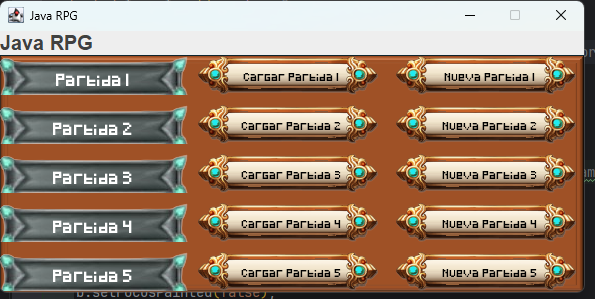 Java RPG
Java RPG
Partida 1 Cargar Partida 1 Nueva Partida 1
Partida 2 Cargar Partida 2 Nueva Partida 2
Partida 3 Cargar Partida 3 Nueva Partida 3
Partida 4 Cargar Partida 4 Nueva Partida 4
Partida 5 Cargar Partida 5 Nueva Partida 5
b.setFocusPainted(false);